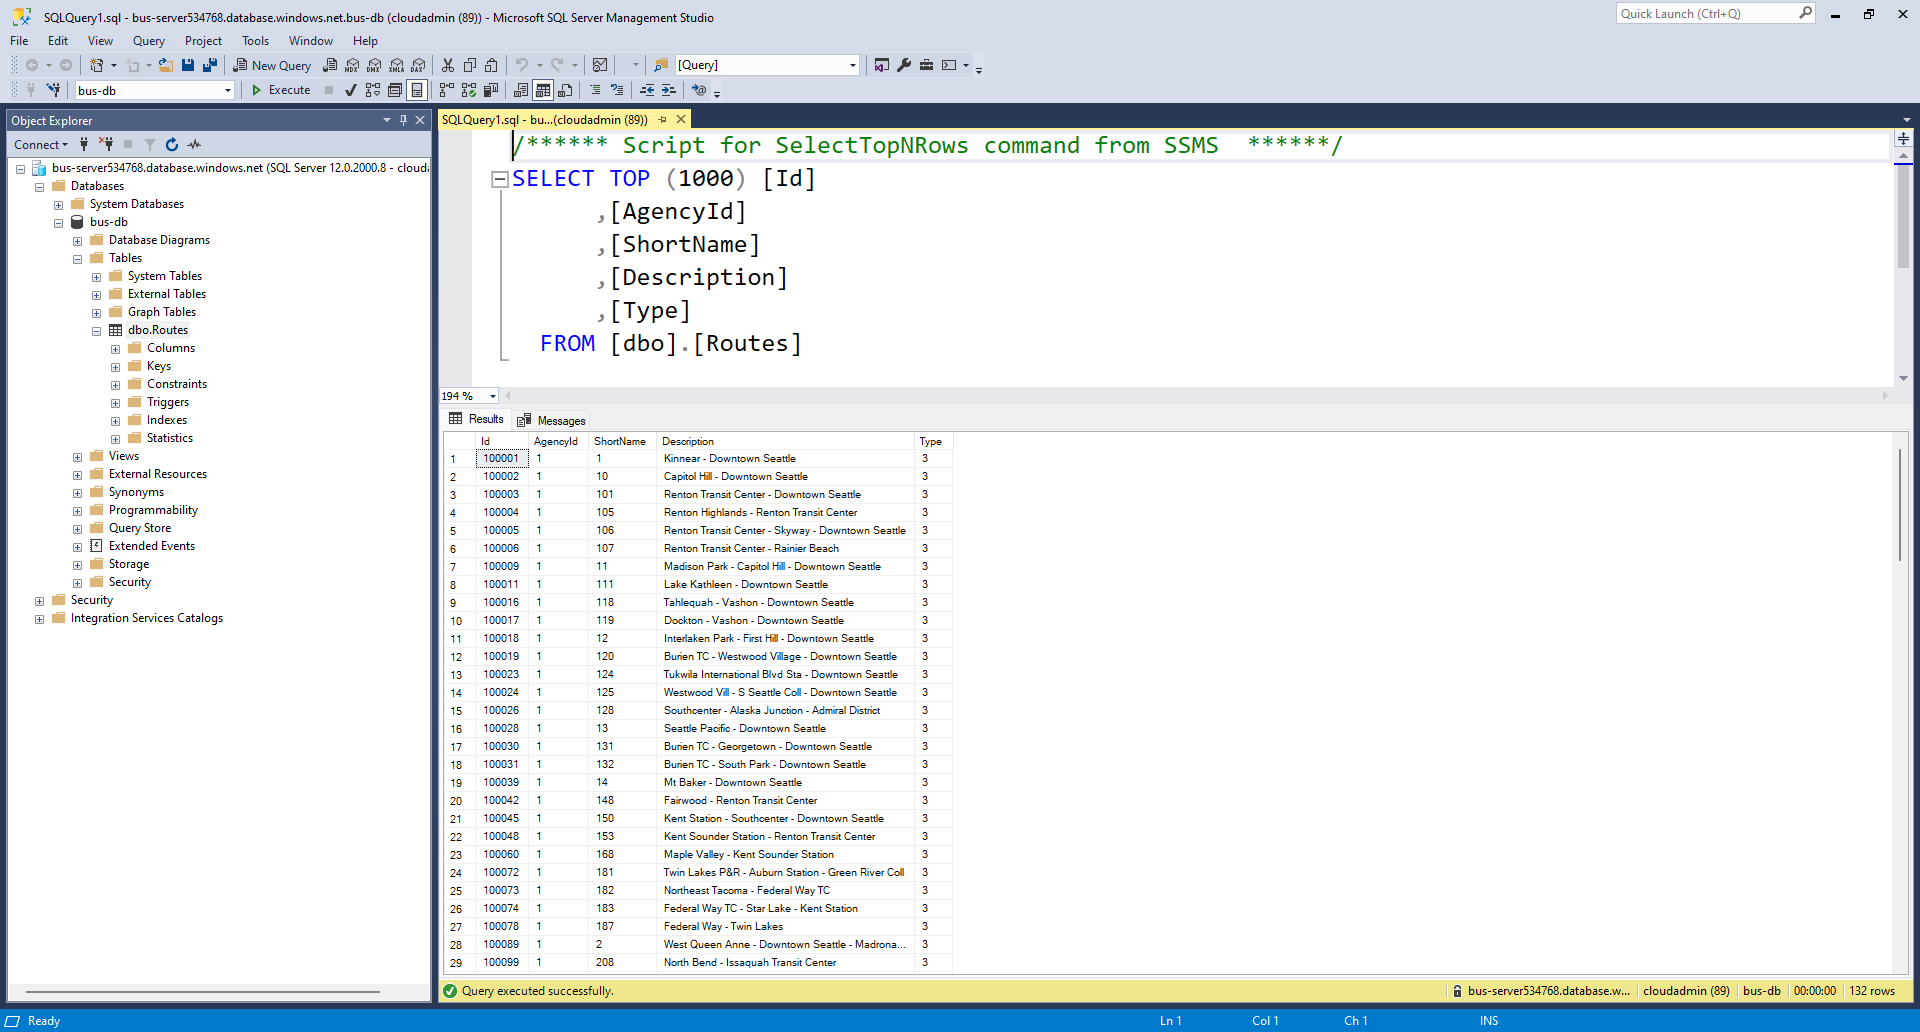 SQLQuery1.sql - bus-server534768.database.windows.net.bus-db (cloudadmin (89)) - Microsoft SQL Server Management Studio
Quick Launch (Ctrl+Q)
File Edit View Query Project Tools Window Help
New Query
MDX DMX XMLA DAX
[Query]
bus-db
Execute
Object Explorer
Connect
bus-server534768.database.windows.net (SQL Server 12.0.2000.8 - clouda
Databases
System Databases
bus-db
Database Diagrams
Tables
System Tables
External Tables
Graph Tables
dbo.Routes
Columns
Keys
Constraints
Triggers
Indexes
Statistics
Views
External Resources
Synonyms
Programmability
Query Store
Extended Events
Storage
Security
Security
Integration Services Catalogs
SQLQuery1.sql - bu...(cloudadmin (89))
/****** Script for SelectTopNRows command from SSMS  ******/
SELECT TOP (1000) [Id]
,[AgencyId]
,[ShortName]
,[Description]
,[Type]
FROM [dbo].[Routes]
194 %
Results Messages
Id AgencyId ShortName Description Type
1 100001 1 1 Kinnear - Downtown Seattle 3
2 100002 1 10 Capitol Hill - Downtown Seattle 3
3 100003 1 101 Renton Transit Center - Downtown Seattle 3
4 100004 1 105 Renton Highlands - Renton Transit Center 3
5 100005 1 106 Renton Transit Center - Skyway - Downtown Seattle 3
6 100006 1 107 Renton Transit Center - Rainier Beach 3
7 100009 1 11 Madison Park - Capitol Hill - Downtown Seattle 3
8 100011 1 111 Lake Kathleen - Downtown Seattle 3
9 100016 1 118 Tahlequah - Vashon - Downtown Seattle 3
10 100017 1 119 Dockton - Vashon - Downtown Seattle 3
11 100018 1 12 Interlaken Park - First Hill - Downtown Seattle 3
12 100019 1 120 Burien TC - Westwood Village - Downtown Seattle 3
13 100023 1 124 Tukwila International Blvd Sta - Downtown Seattle 3
14 100024 1 125 Westwood Vill - S Seattle Coll - Downtown Seattle 3
15 100026 1 128 Southcenter - Alaska Junction - Admiral District 3
16 100028 1 13 Seattle Pacific - Downtown Seattle 3
17 100030 1 131 Burien TC - Georgetown - Downtown Seattle 3
18 100031 1 132 Burien TC - South Park - Downtown Seattle 3
19 100039 1 14 Mt Baker - Downtown Seattle 3
20 100042 1 148 Fairwood - Renton Transit Center 3
21 100045 1 150 Kent Station - Southcenter - Downtown Seattle 3
22 100048 1 153 Kent Sounder Station - Renton Transit Center 3
23 100060 1 168 Maple Valley - Kent Sounder Station 3
24 100072 1 181 Twin Lakes P&R - Auburn Station - Green River Coll 3
25 100073 1 182 Northeast Tacoma - Federal Way TC 3
26 100074 1 183 Federal Way TC - Star Lake - Kent Station 3
27 100078 1 187 Federal Way - Twin Lakes 3
28 100089 1 2 West Queen Anne - Downtown Seattle - Madrona... 3
29 100099 1 208 North Bend - Issaquah Transit Center 3
Query executed successfully.
bus-server534768.database.w... cloudadmin (89) bus-db 00:00:00 132 rows
Ready Ln 1 Col 1 Ch 1 INS